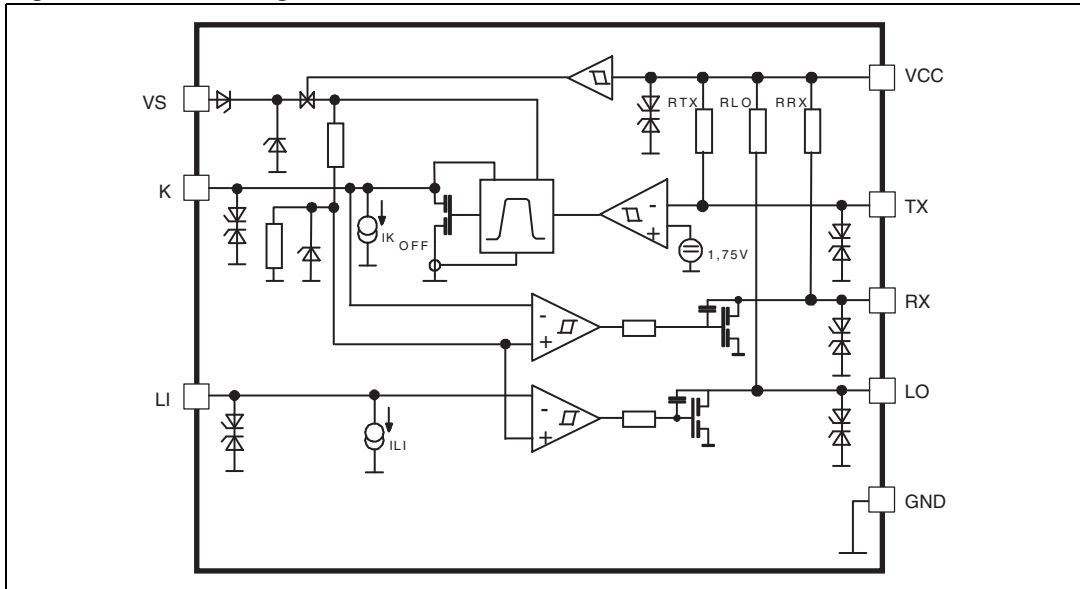 VCC
RTX RLO RRX
VS
K
TX
- +
IK OFF
1,75V
RX
- +
LI
LO
- +
ILI
GND